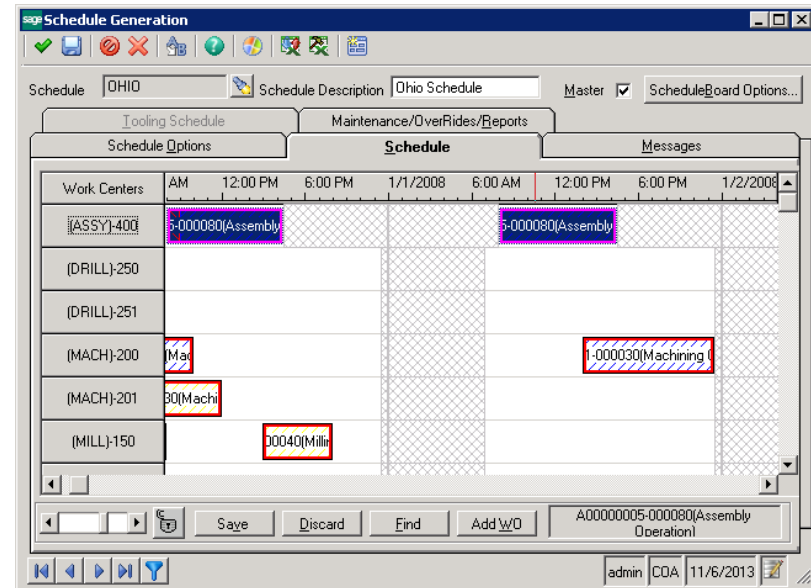 sage Schedule Generation
Schedule OHIO Schedule Description Ohio Schedule Master ScheduleBoard Options...
Tooling Schedule Maintenance/OverRides/Reports
Schedule Options Schedule Messages
Work Centers AM 12:00 PM 6:00 PM 1/1/2008 6:00 AM 12:00 PM 6:00 PM 1/2/2008
(ASSY)-400 5-000080(Assembly 5-000080(Assembly
(DRILL)-250
(DRILL)-251
(MACH)-200 (Mac 1-000030(Machining
(MACH)-201 30(Machi
(MILL)-150 00040(Millin
Save Discard Find Add WO A00000005-000080(Assembly
Operation)
admin COA 11/6/2013